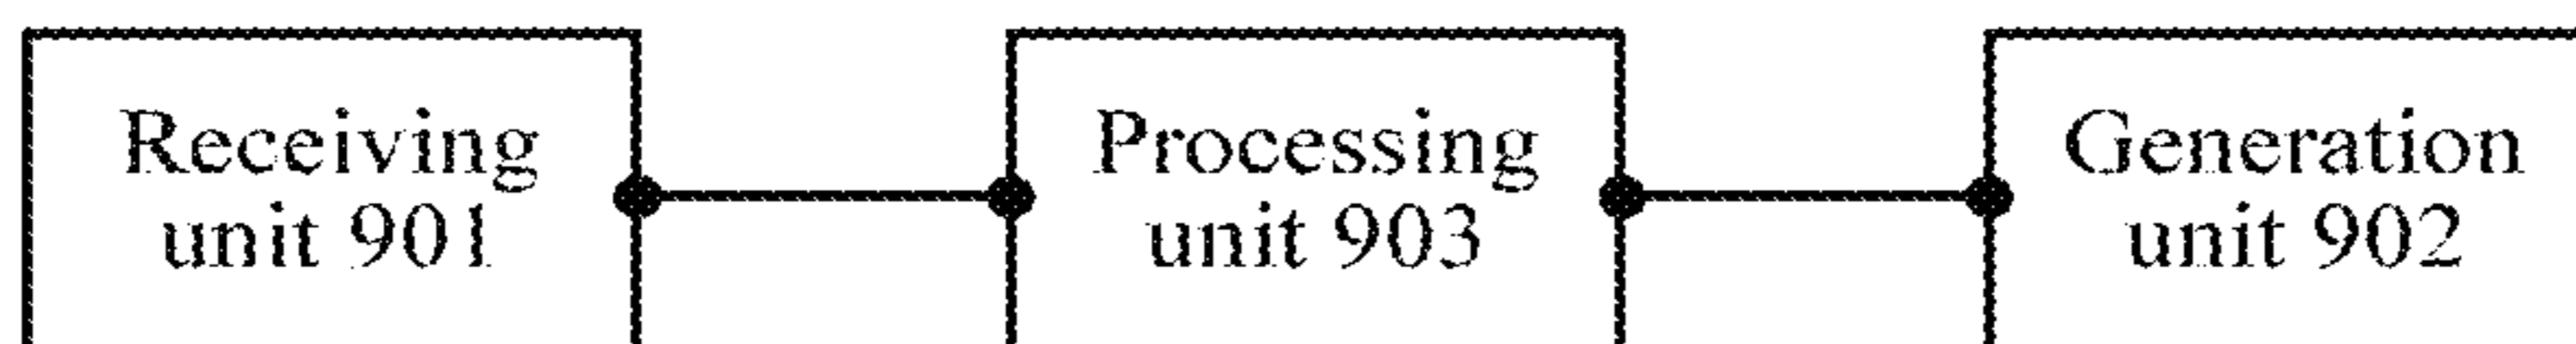 Receiving
unit 901
Processing
unit 903
Generation
unit 902